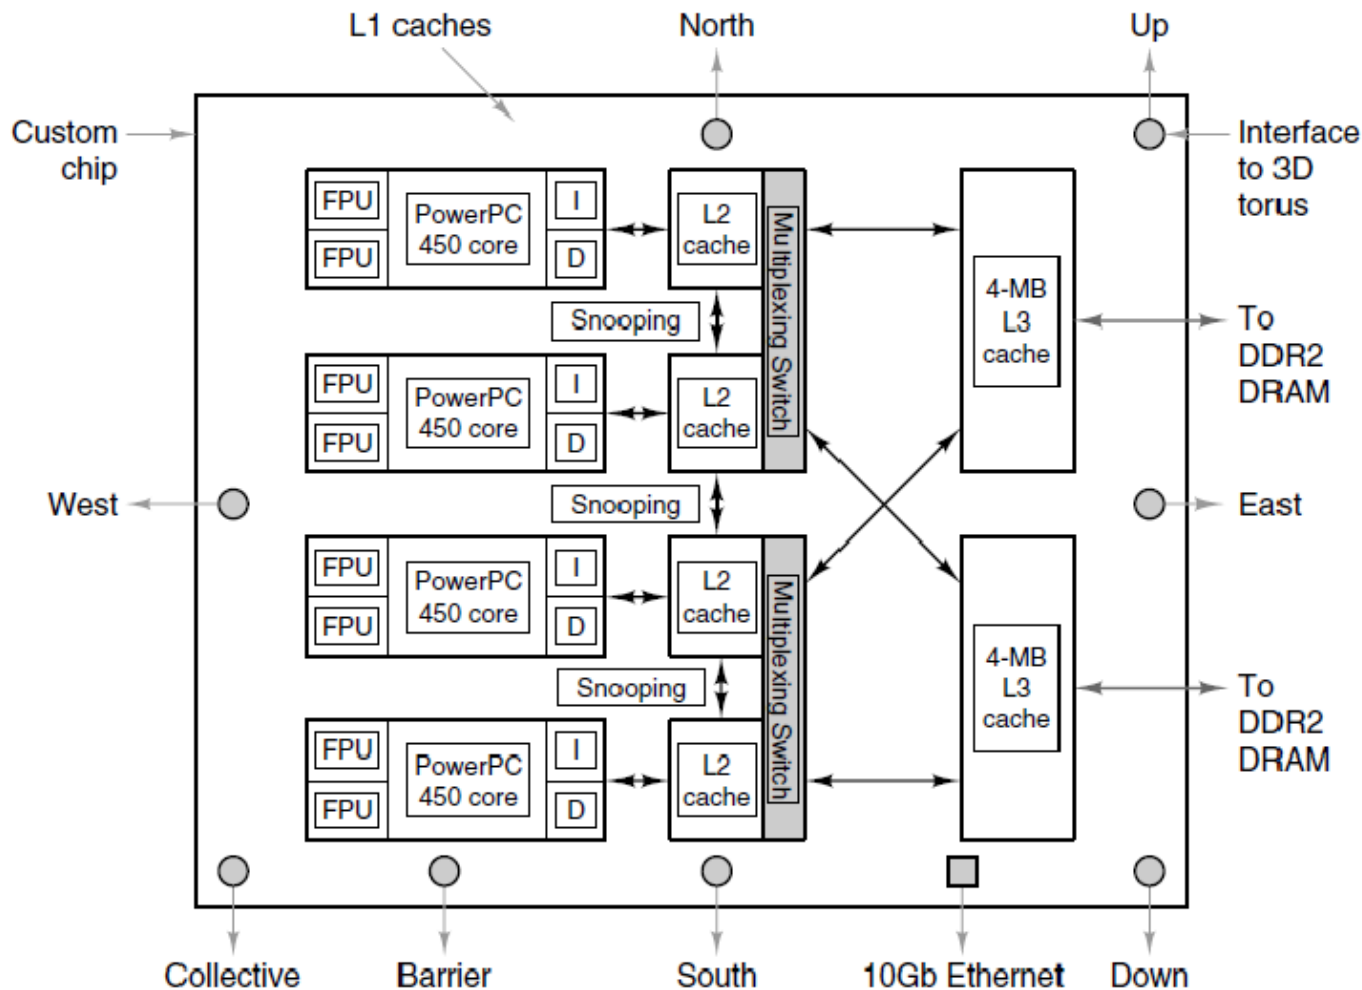 L1 caches
North
Up
Custom
chip
Interface
to 3D
torus
FPU
FPU
PowerPC
450 core
I
D
L2
cache
Multiplexing Switch
4-MB
L3
cache
To
DDR2
DRAM
Snooping
FPU
FPU
PowerPC
450 core
I
D
L2
cache
West
Snooping
East
FPU
FPU
PowerPC
450 core
I
D
L2
cache
Multiplexing Switch
4-MB
L3
cache
To
DDR2
DRAM
Snooping
FPU
FPU
PowerPC
450 core
I
D
L2
cache
Collective
Barrier
South
10Gb Ethernet
Down